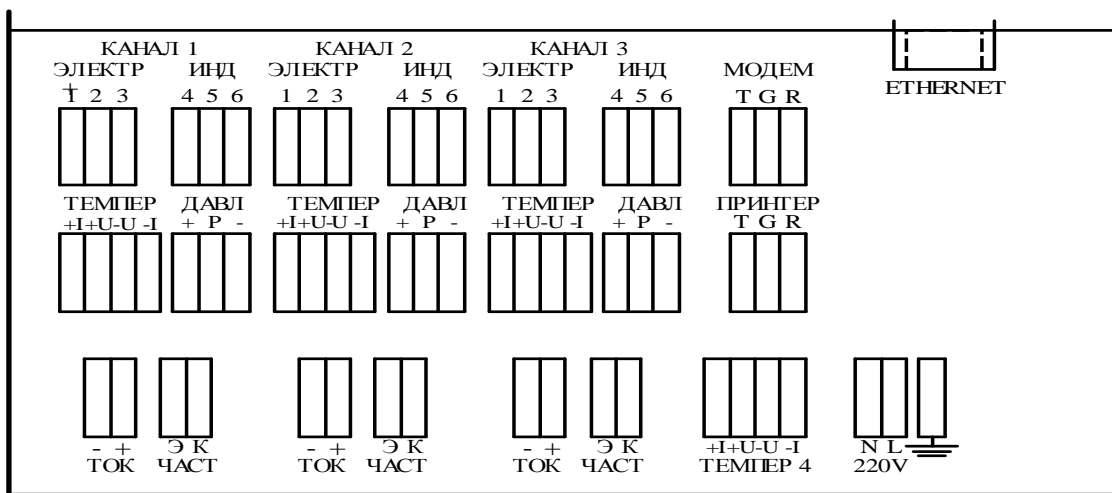 КАНАЛ 1 КАНАЛ 2 КАНАЛ 3
ЭЛЕКТР ИНД ЭЛЕКТР ИНД ЭЛЕКТР ИНД МОДЕМ
ETHERNET
+
1 2 3 4 5 6 1 2 3 4 5 6 1 2 3 4 5 6 T G R
ТЕМПЕР ДАВЛ ТЕМПЕР ДАВЛ ТЕМПЕР ДАВЛ ПРИНТЕР
+I+U-U -I + P - +I+U-U -I + P - +I+U-U -I + P - T G R
- + Э К - + Э К - + Э К +I+U-U -I N L
ТОК ЧАСТ ТОК ЧАСТ ТОК ЧАСТ ТЕМПЕР 4 220V